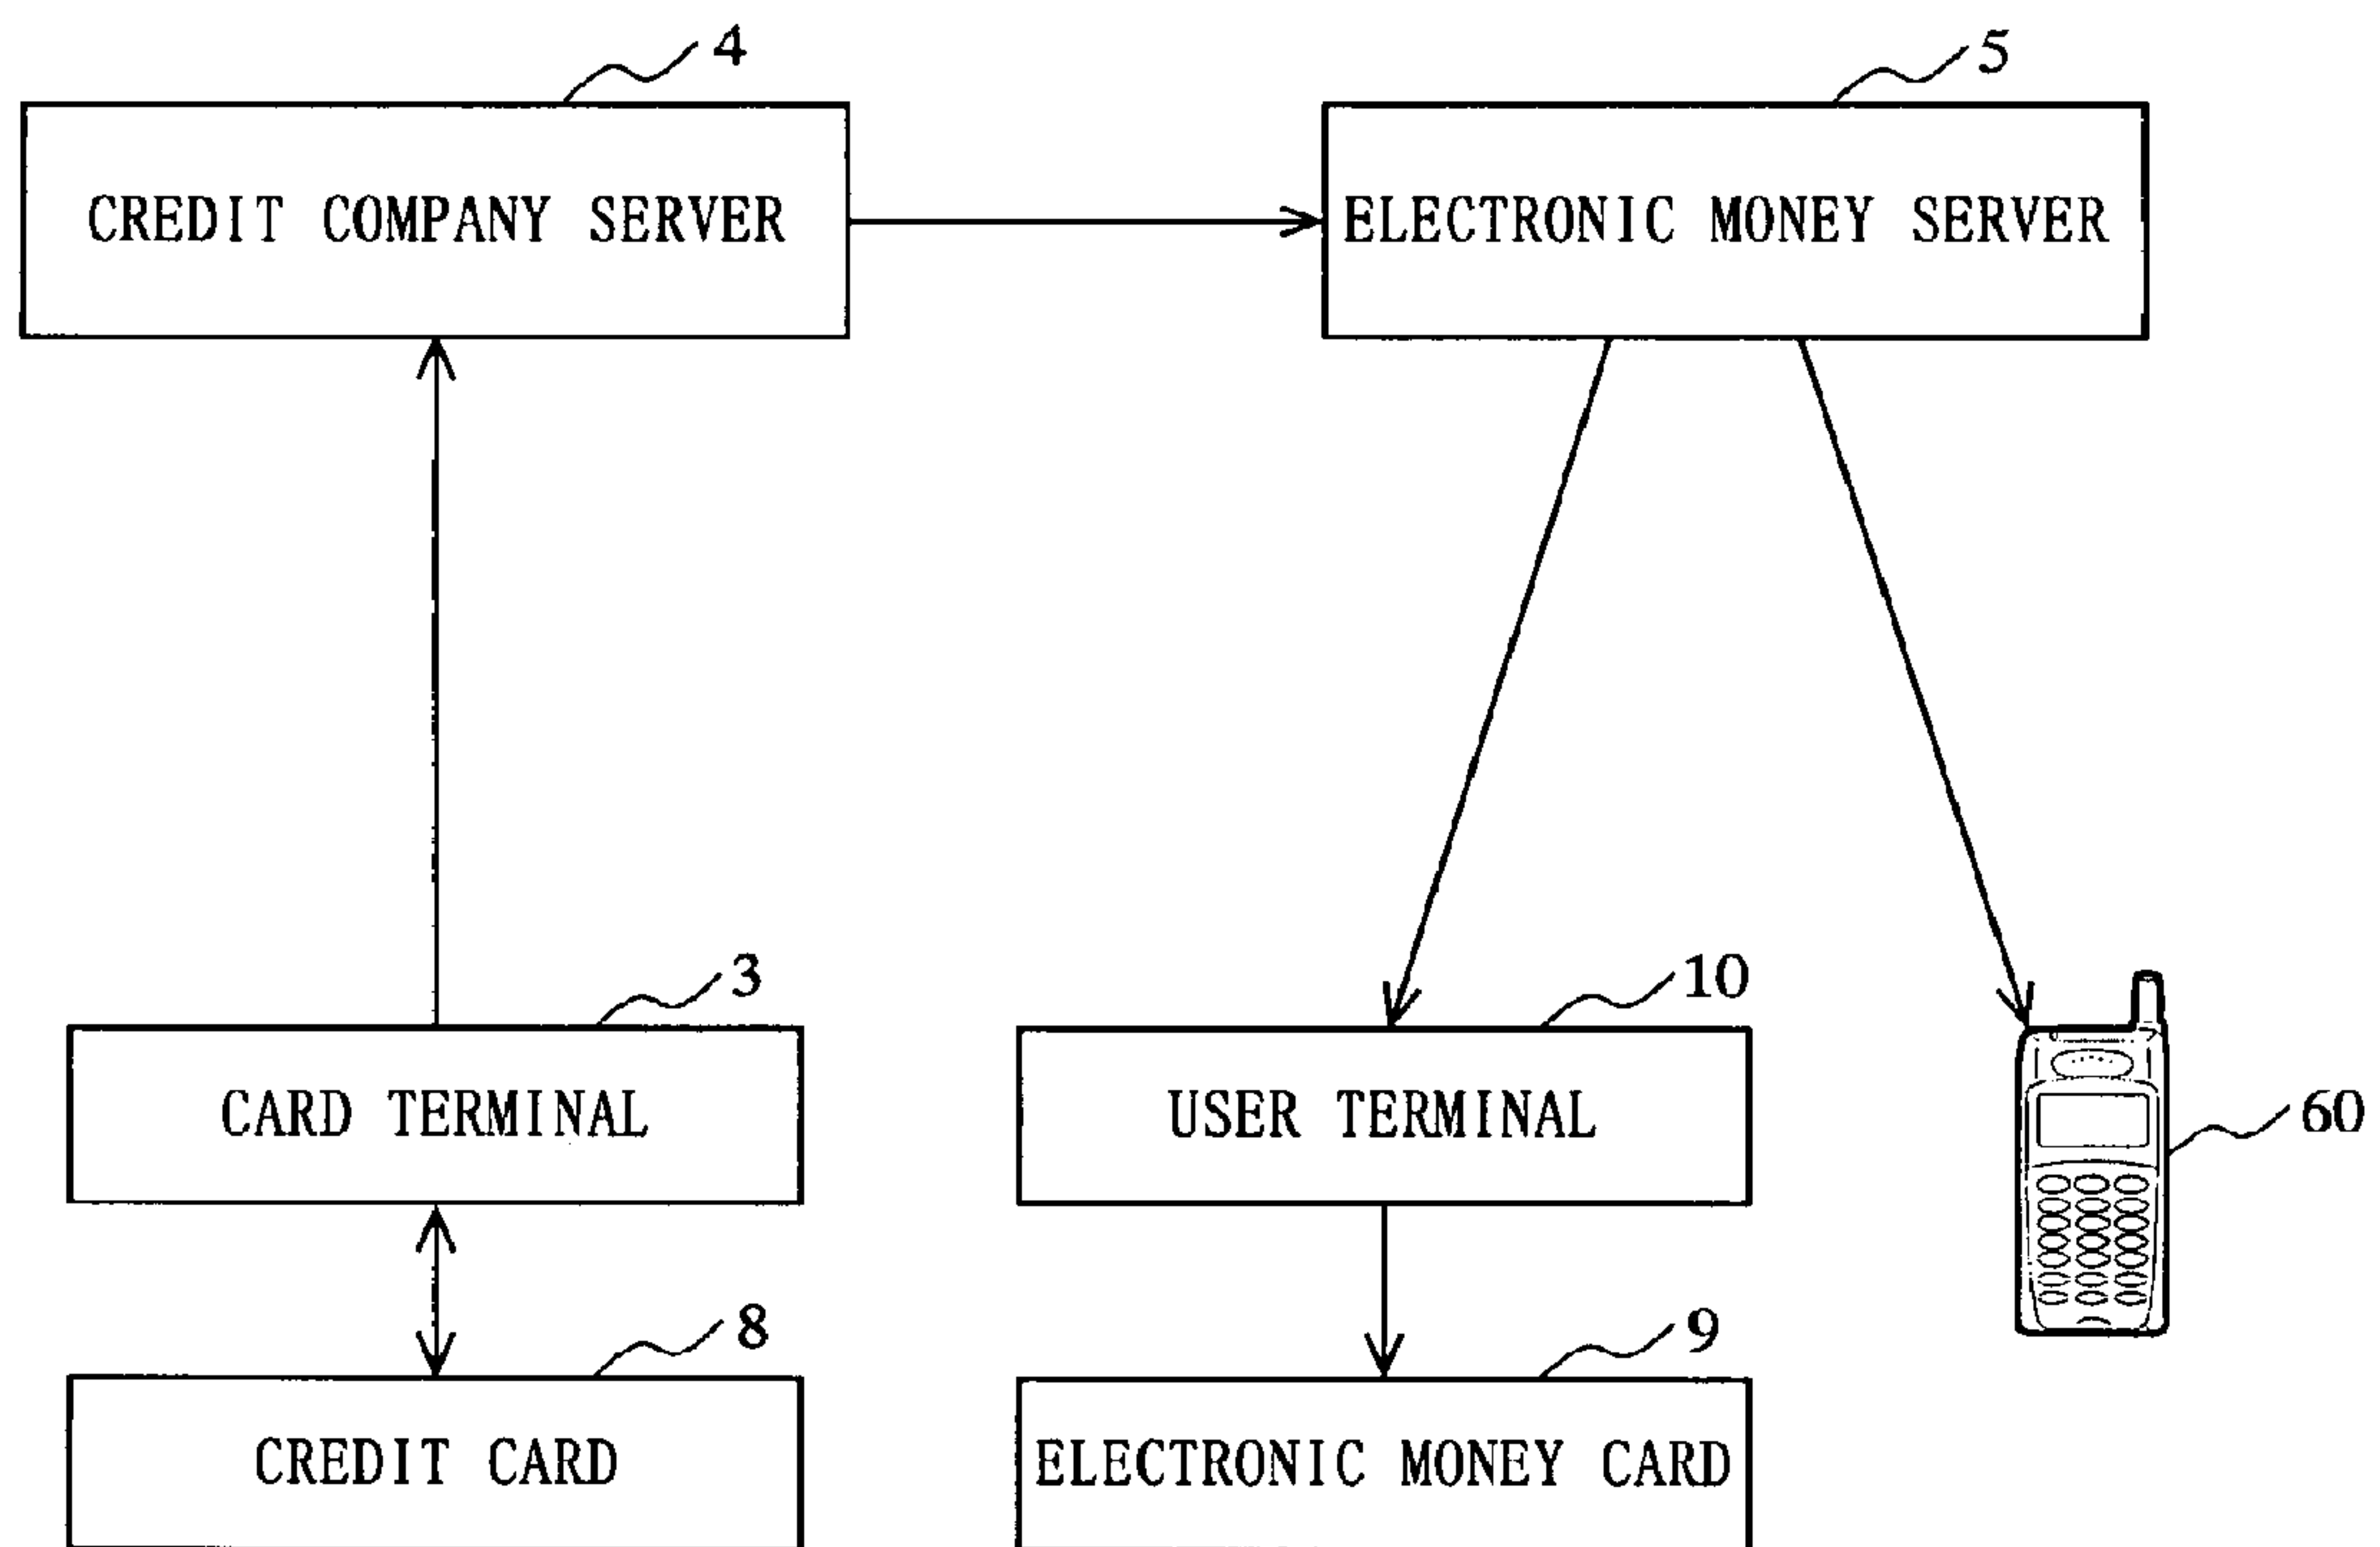 4
5
CREDIT COMPANY SERVER
ELECTRONIC MONEY SERVER
3
10
CARD TERMINAL
USER TERMINAL
60
8
9
CREDIT CARD
ELECTRONIC MONEY CARD